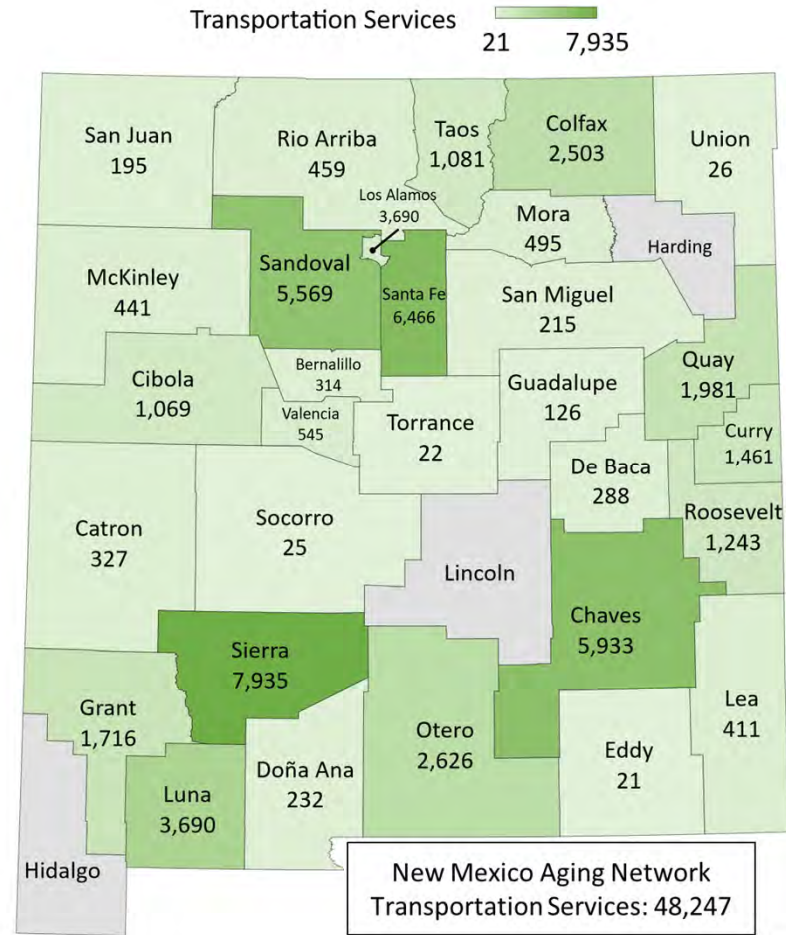 Transportation Services
21 7,935
San Juan
195
Rio Arriba
459
Taos
1,081
Colfax
2,503
Union
26
Los Alamos
3,690
Mora
495
Harding
McKinley
441
Sandoval
5,569
Santa Fe
6,466
San Miguel
215
Cibola
1,069
Bernalillo
314
Valencia
545
Torrance
22
Guadalupe
126
Quay
1,981
Curry
1,461
De Baca
288
Roosevelt
1,243
Catron
327
Socorro
25
Lincoln
Chaves
5,933
Sierra
7,935
Grant
1,716
Luna
3,690
Doña Ana
232
Otero
2,626
Eddy
21
Lea
411
Hidalgo
New Mexico Aging Network
Transportation Services: 48,247